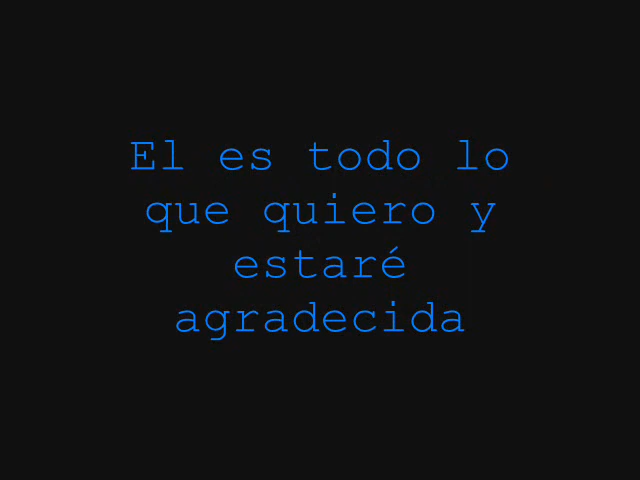 El es todo lo
que quiero y
estaré
agradecida